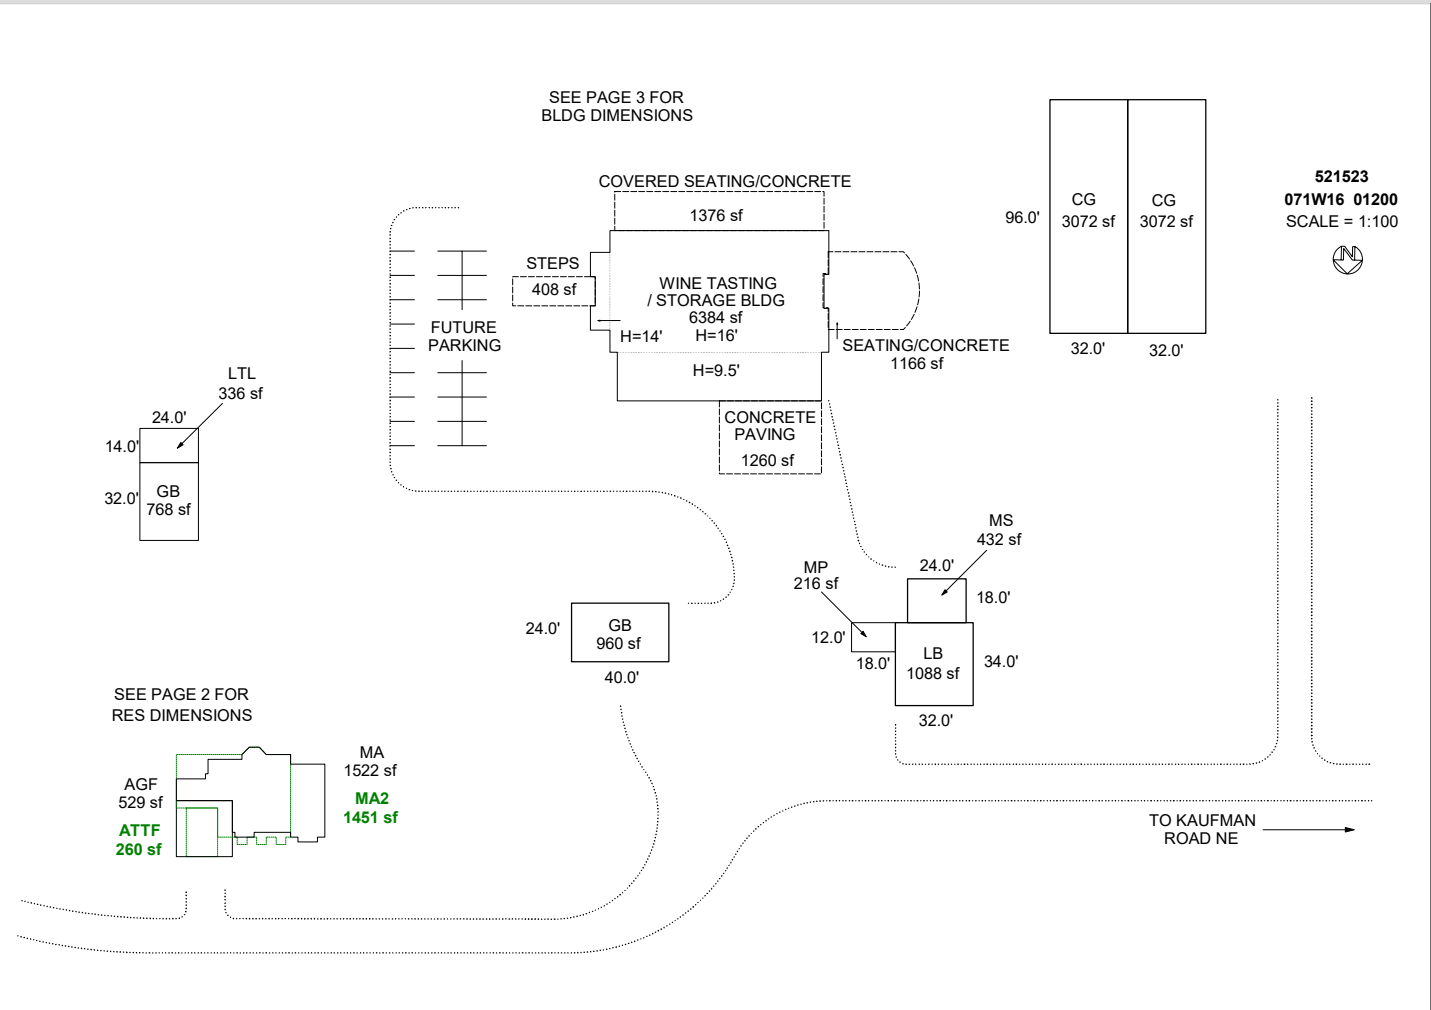 SEE PAGE 3 FOR
BLDG DIMENSIONS
COVERED SEATING/CONCRETE
1376 sf
STEPS
408 sf
WINE TASTING
/ STORAGE BLDG
6384 sf
H=14'
H=16'
H=9.5'
SEATING/CONCRETE
1166 sf
CONCRETE
PAVING
1260 sf
FUTURE
PARKING
96.0'
CG
3072 sf
CG
3072 sf
32.0'
32.0'
521523
071W16 01200
SCALE = 1:100
N
LTL
336 sf
24.0'
14.0'
32.0'
GB
768 sf
MS
432 sf
24.0'
18.0'
MP
216 sf
12.0'
18.0'
LB
1088 sf
34.0'
32.0'
24.0'
GB
960 sf
40.0'
SEE PAGE 2 FOR
RES DIMENSIONS
MA
1522 sf
MA2
1451 sf
AGF
529 sf
ATTF
260 sf
TO KAUFMAN
ROAD NE